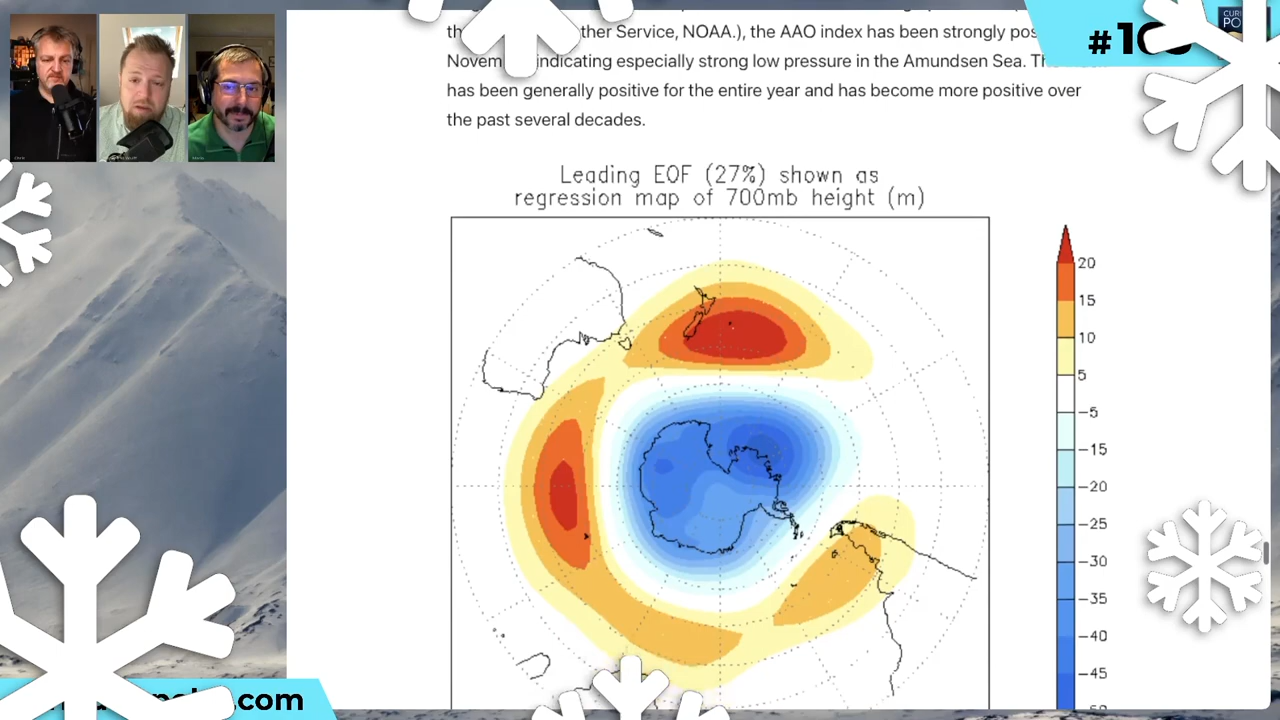 ther Service, NOAA.), the AAO index has been strongly
indicating especially strong low pressure in the Amundsen Sea.
has been generally positive for the entire year and has become more positive over
the past several decades.
Leading EOF (27%) shown as
regression map of 700mb height (m)
20
15
10
5
-5
-15
-20
-25
-30
-35
-40
-45
.com